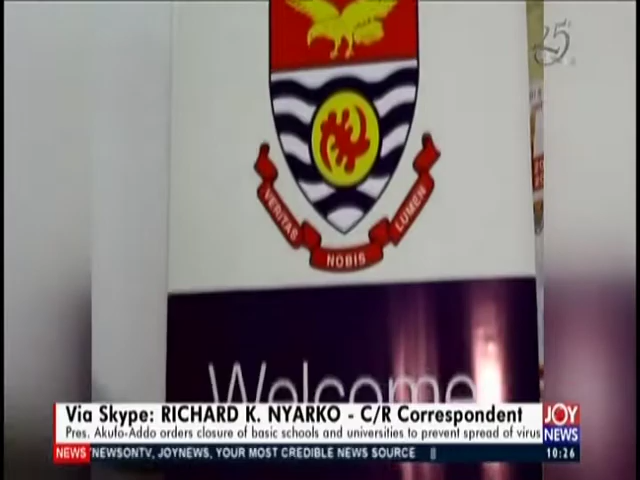 25
VERITAS
NOBIS
LUMEN
Welcome
Via Skype: RICHARD K. NYARKO - C/R Correspondent
Pres. Akufo-Addo orders closure of basic schools and universities to prevent spread of virus
JOY
NEWS
NEWS
'NEWSONTV, JOYNEWS, YOUR MOST CREDIBLE NEWS SOURCE
10:26